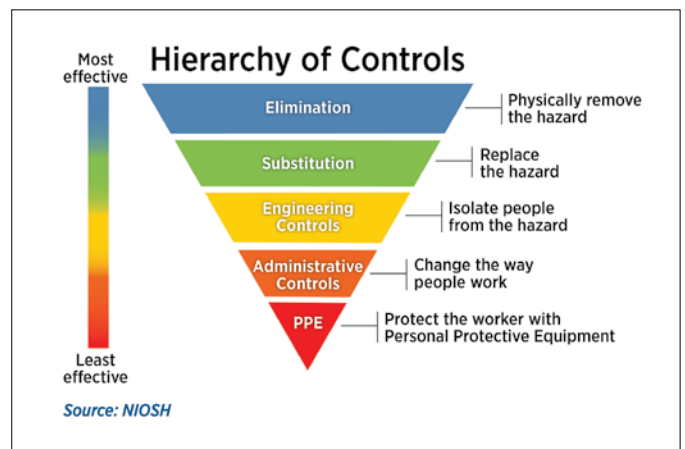 Hierarchy of Controls
Most
effective
Elimination
Physically remove
the hazard
Substitution
Replace
the hazard
Engineering
Controls
Isolate people
from the hazard
Administrative
Controls
Change the way
people work
PPE
Protect the worker with
Personal Protective Equipment
Least
effective
Source: NIOSH